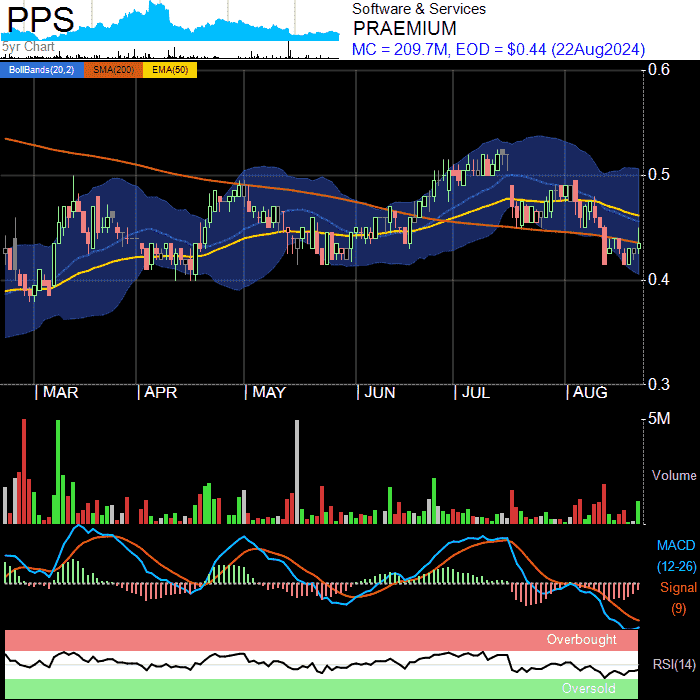 PPS
5yr Chart
Software & Services
PRAEMIUM
MC = 209.7M, EOD = $0.44 (22Aug2024)
BollBands(20,2) SMA(200) EMA(50)
0.6
0.5
0.4
0.3
| MAR | APR | MAY | JUN | JUL | AUG
5M
Volume
MACD
(12-26)
Signal
(9)
Overbought
RSI(14)
Oversold